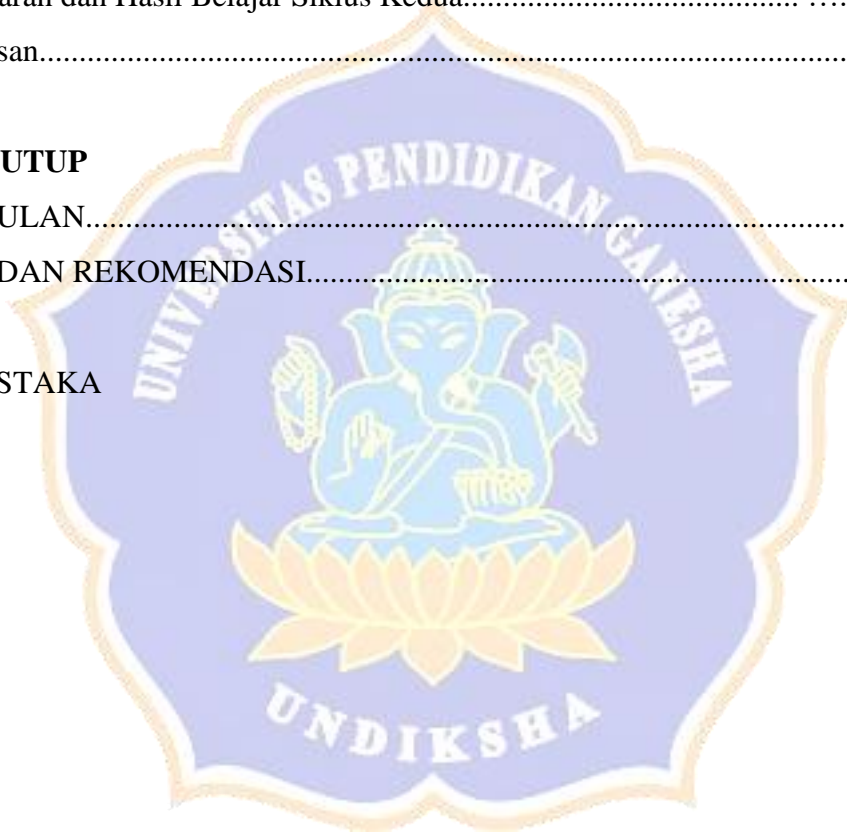 aran dan Hasil Belajar Siklus Kedua.................................................... ….
san...............................................................................................................
UTUP
ULAN.........................................................................................................
DAN REKOMENDASI.................................................................................
STAKA
UNIVERSITAS PENDIDIKAN GANESHA
UNDIKSHA